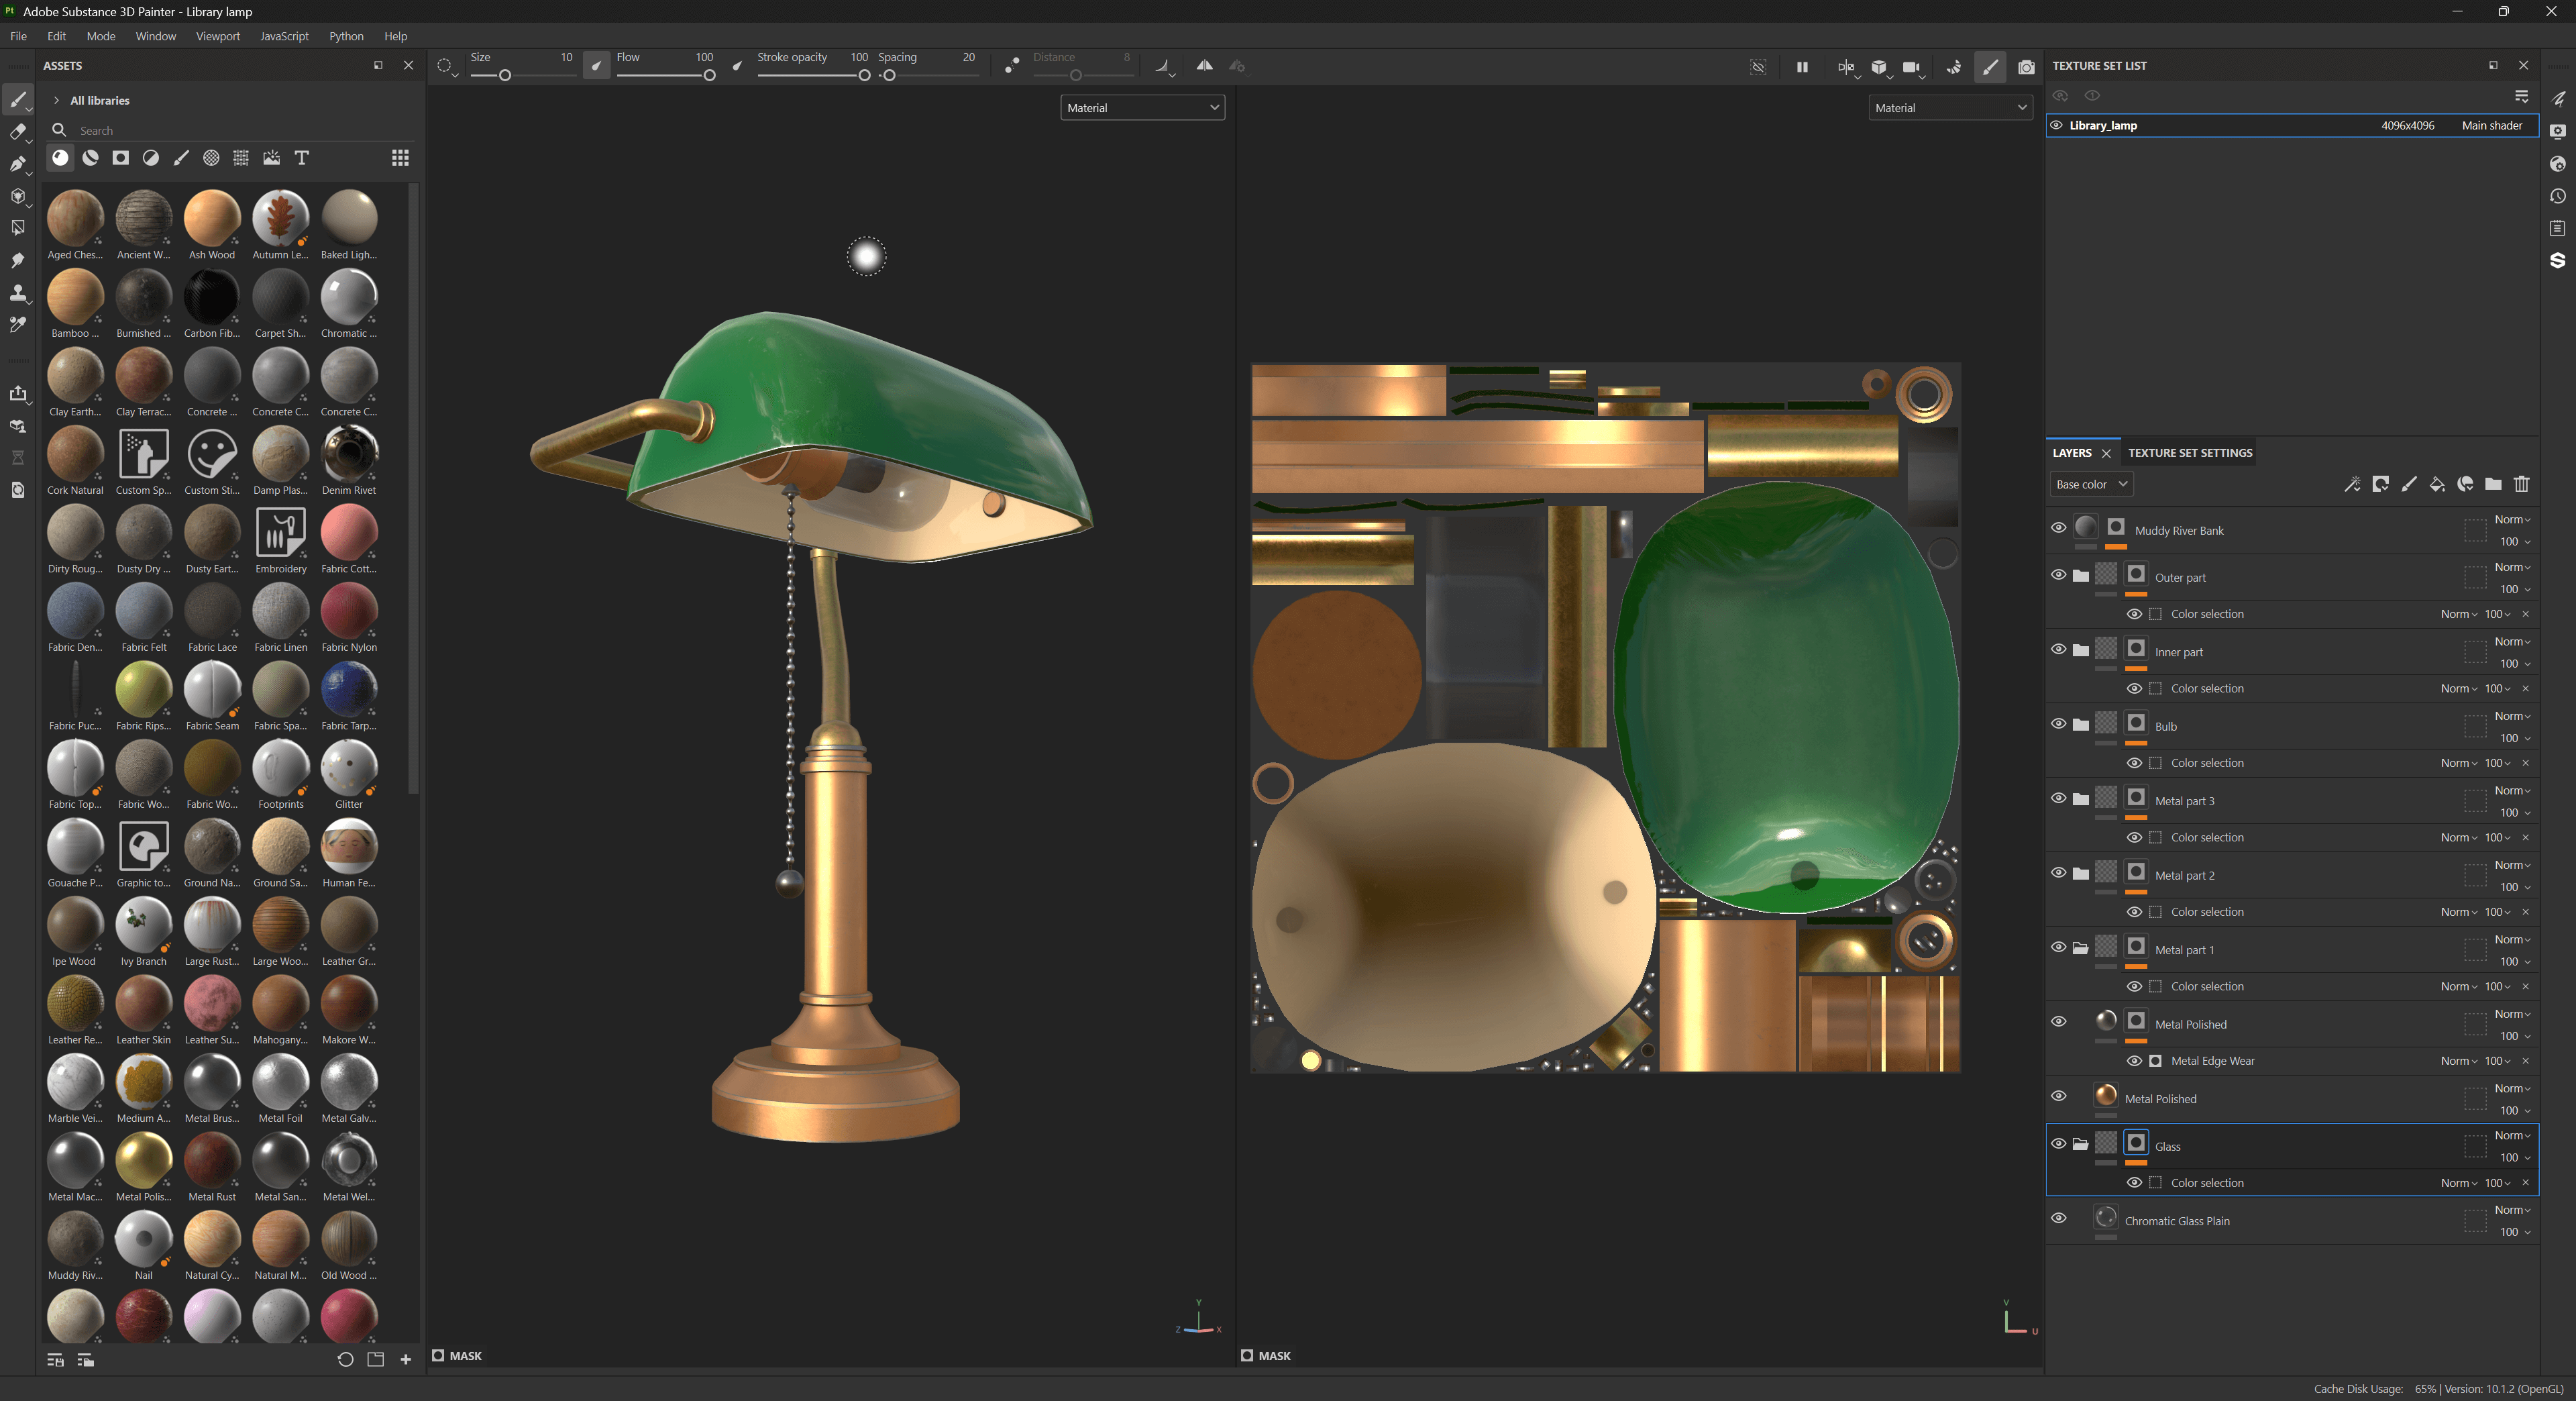 Pt Adobe Substance 3D Painter - Library lamp
File Edit Mode Window Viewport JavaScript Python Help
ASSETS
All libraries
Search
Aged Ches... Ancient W... Ash Wood Autumn Le... Baked Ligh...
Bamboo ... Burnished ... Carbon Fib... Carpet Sh... Chromatic ...
Clay Earth... Clay Terrac... Concrete ... Concrete C... Concrete C...
Cork Natural Custom Sp... Custom Sti... Damp Plas... Denim Rivet
Dirty Roug... Dusty Dry ... Dusty Eart... Embroidery Fabric Cott...
Fabric Den... Fabric Felt Fabric Lace Fabric Linen Fabric Nylon
Fabric Puc... Fabric Rips... Fabric Seam Fabric Spa... Fabric Tarp...
Fabric Top... Fabric Wo... Fabric Wo... Footprints Glitter
Gouache P... Graphic to... Ground Na... Ground Sa... Human Fe...
Ipe Wood Ivy Branch Large Rust... Large Woo... Leather Gr...
Leather Re... Leather Skin Leather Su... Mahogany... Makore W...
Marble Vei... Medium A... Metal Brus... Metal Foil Metal Galv...
Metal Mac... Metal Polis... Metal Rust Metal San... Metal Wel...
Muddy Riv... Nail Natural Cy... Natural M... Old Wood ...
Size 10 Flow 100 Stroke opacity 100 Spacing 20 Distance 8
Material
Y
Z X
MASK
Material
V
U
MASK
TEXTURE SET LIST
Library_lamp 4096x4096 Main shader
LAYERS TEXTURE SET SETTINGS
Base color
Muddy River Bank Norm 100
Outer part Norm 100
Color selection Norm 100
Inner part Norm 100
Color selection Norm 100
Bulb Norm 100
Color selection Norm 100
Metal part 3 Norm 100
Color selection Norm 100
Metal part 2 Norm 100
Color selection Norm 100
Metal part 1 Norm 100
Color selection Norm 100
Metal Polished Norm 100
Metal Edge Wear Norm 100
Metal Polished Norm 100
Glass Norm 100
Color selection Norm 100
Chromatic Glass Plain Norm 100
Cache Disk Usage: 65% | Version: 10.1.2 (OpenGL)